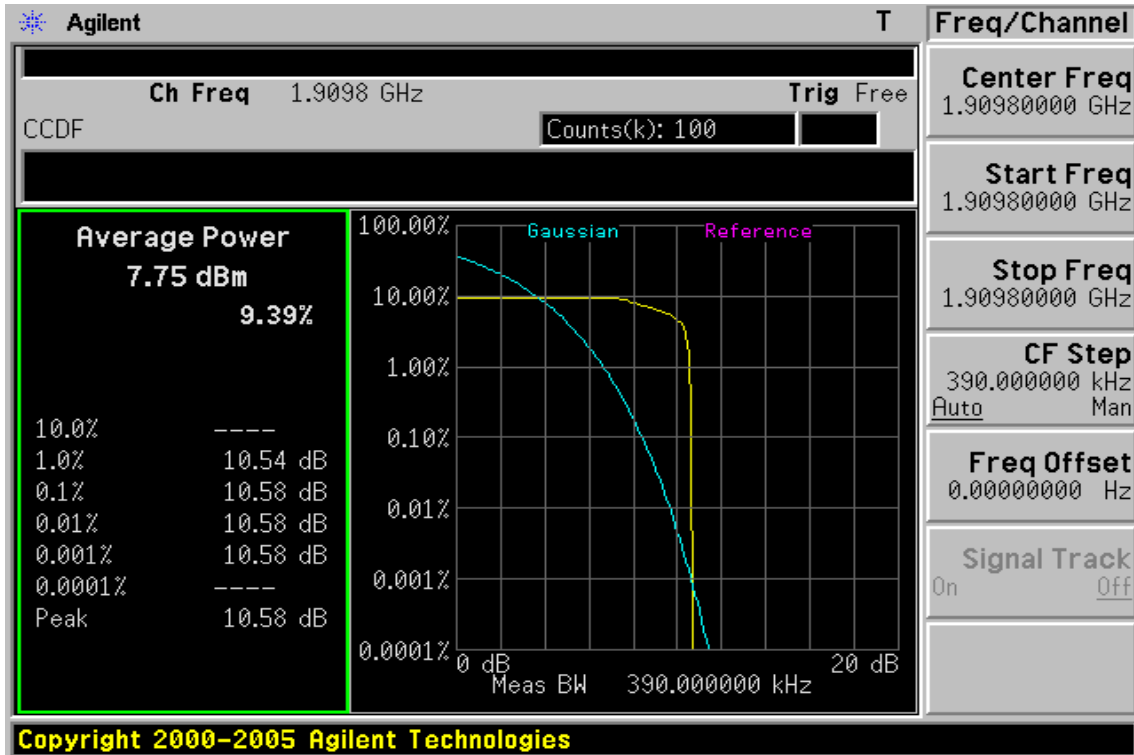 Agilent T
Ch Freq 1.9098 GHz Trig Free
CCDF Counts(k): 100
Average Power
7.75 dBm
9.39%
10.0% ----
1.0% 10.54 dB
0.1% 10.58 dB
0.01% 10.58 dB
0.001% 10.58 dB
0.0001% ----
Peak 10.58 dB
Gaussian Reference
100.00%
10.00%
1.00%
0.10%
0.01%
0.001%
0.0001%
0 dB 20 dB
Meas BW 390.000000 kHz
Freq/Channel
Center Freq
1.90980000 GHz
Start Freq
1.90980000 GHz
Stop Freq
1.90980000 GHz
CF Step
390.000000 kHz
Auto Man
Freq Offset
0.00000000 Hz
Signal Track
On Off
Copyright 2000-2005 Agilent Technologies